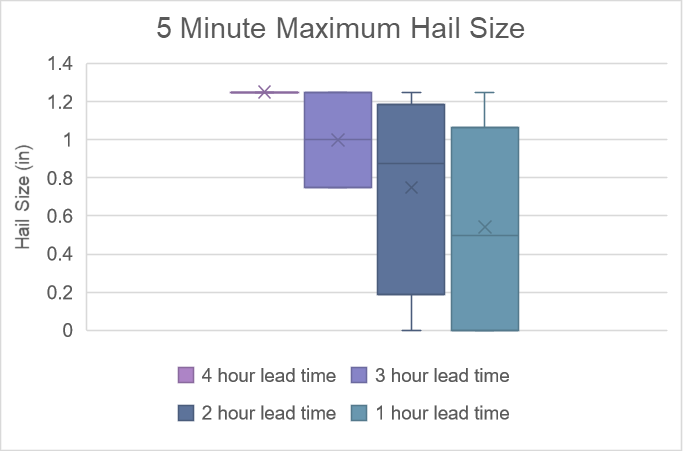 5 Minute Maximum Hail Size
Hail Size (in)
1.4
1.2
1
0.8
0.6
0.4
0.2
0
4 hour lead time
3 hour lead time
2 hour lead time
1 hour lead time